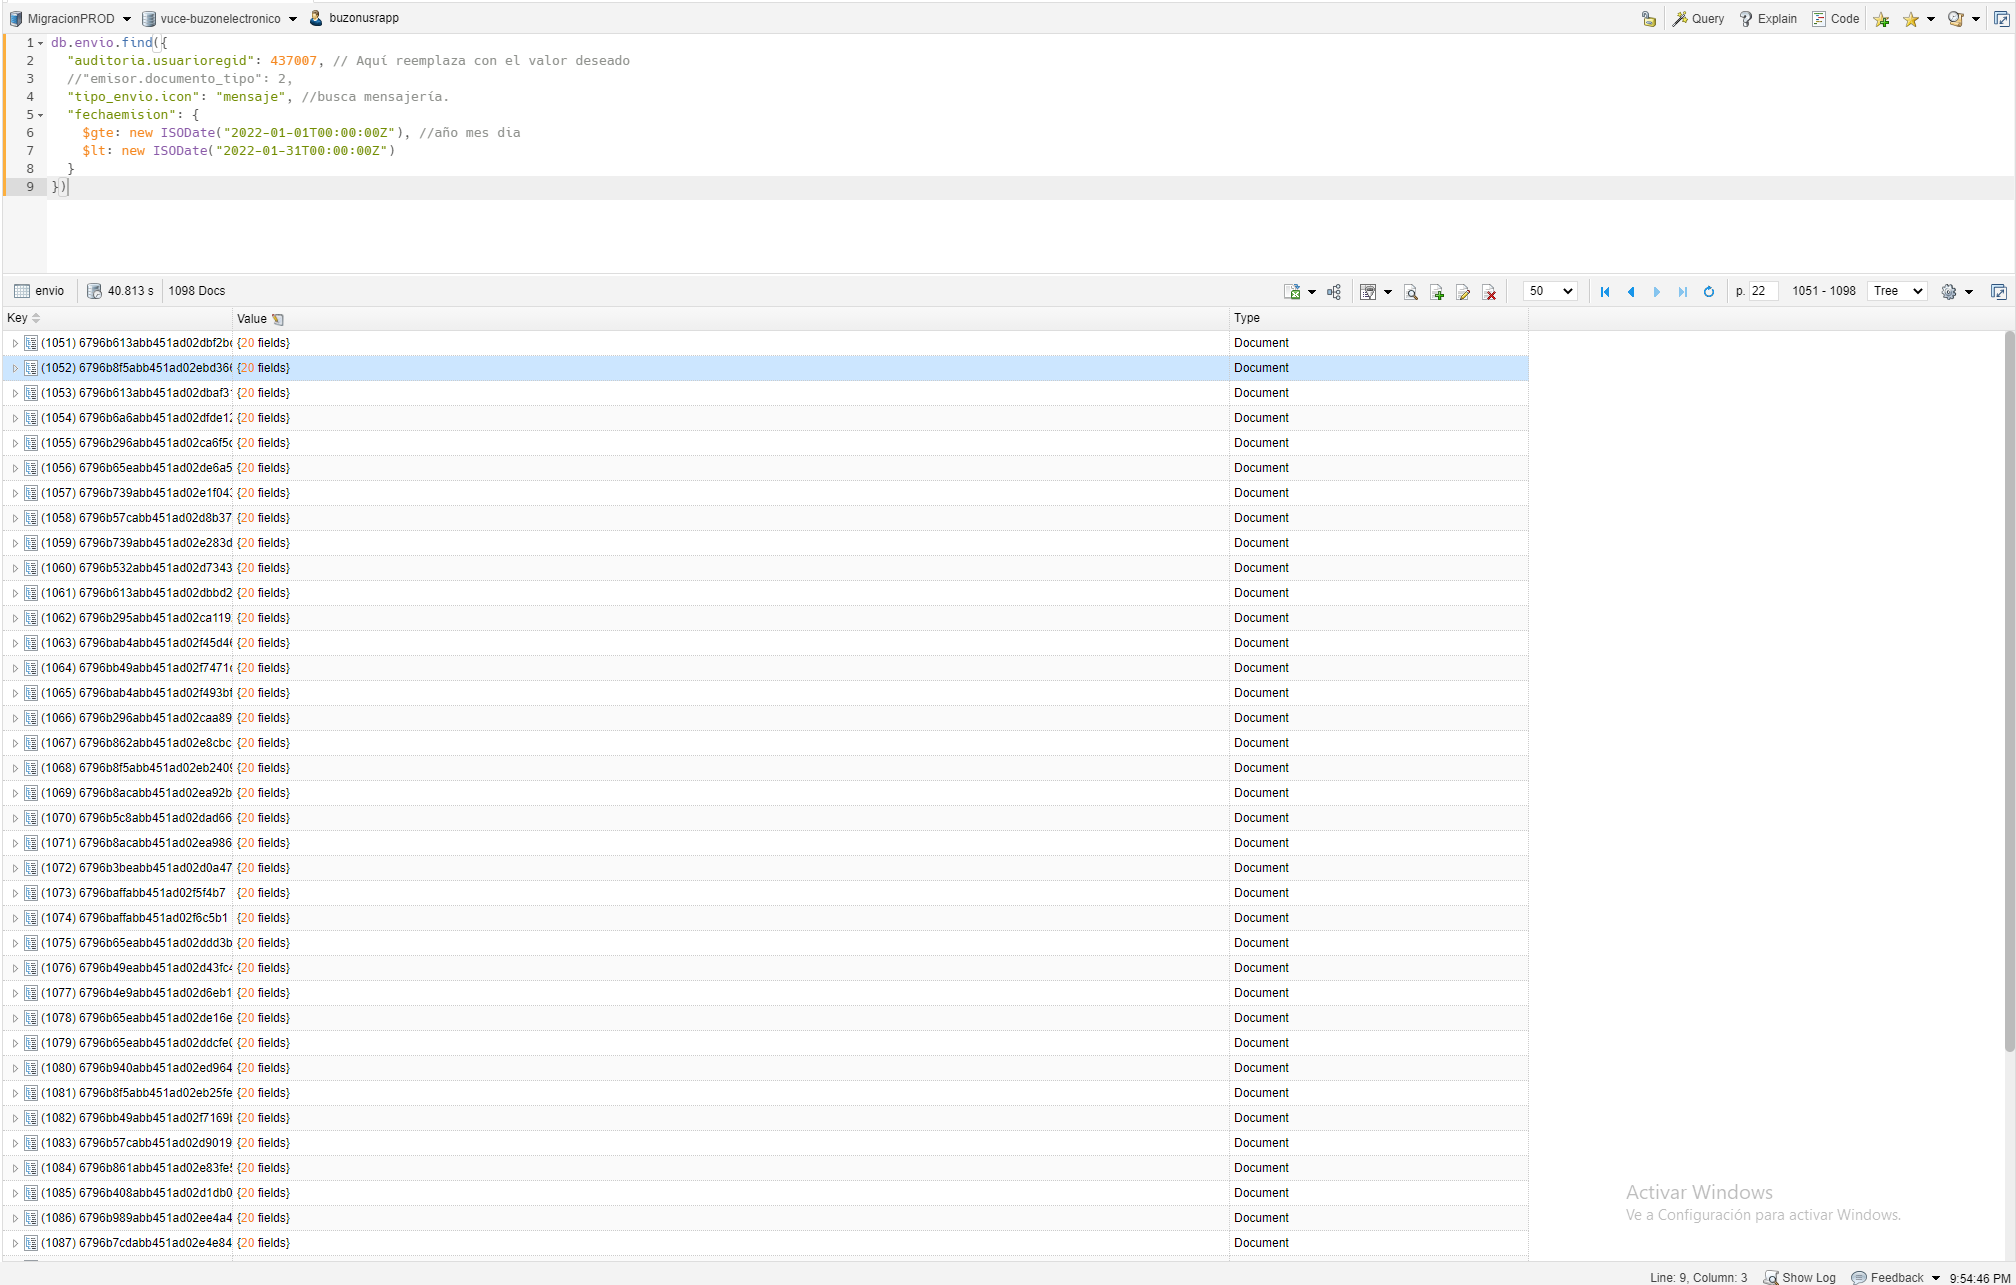 MigracionPROD vuce-buzonelectronico buzonusrapp Query Explain Code
1 db.envio.find({
2 "auditoria.usuarioregid": 437007, // Aquí reemplaza con el valor deseado
3 //"emisor.documento_tipo": 2,
4 "tipo_envio.icon": "mensaje", //busca mensajería.
5 "fechaemision": {
6 $gte: new ISODate("2022-01-01T00:00:00Z"), //año mes dia
7 $lt: new ISODate("2022-01-31T00:00:00Z")
8 }
9 })
envio 40.813 s 1098 Docs 50 p. 22 1051 - 1098 Tree
Key Value Type
(1051) 6796b613abb451ad02dbf2b {20 fields} Document
(1052) 6796b8f5abb451ad02ebd36 {20 fields} Document
(1053) 6796b613abb451ad02dbaf3 {20 fields} Document
(1054) 6796b6a6abb451ad02dfde12 {20 fields} Document
(1055) 6796b296abb451ad02ca6f5 {20 fields} Document
(1056) 6796b65eabb451ad02de6a5 {20 fields} Document
(1057) 6796b739abb451ad02e1f04 {20 fields} Document
(1058) 6796b57cabb451ad02d8b37 {20 fields} Document
(1059) 6796b739abb451ad02e283d {20 fields} Document
(1060) 6796b532abb451ad02d7343 {20 fields} Document
(1061) 6796b613abb451ad02dbbd2 {20 fields} Document
(1062) 6796b295abb451ad02ca119 {20 fields} Document
(1063) 6796bab4abb451ad02f45d4 {20 fields} Document
(1064) 6796bb49abb451ad02f7471 {20 fields} Document
(1065) 6796bab4abb451ad02f493b {20 fields} Document
(1066) 6796b296abb451ad02caa89 {20 fields} Document
(1067) 6796b862abb451ad02e8cbc {20 fields} Document
(1068) 6796b8f5abb451ad02eb240 {20 fields} Document
(1069) 6796b8acabb451ad02ea92b {20 fields} Document
(1070) 6796b5c8abb451ad02dad66 {20 fields} Document
(1071) 6796b8acabb451ad02ea986 {20 fields} Document
(1072) 6796b3beabb451ad02d0a47 {20 fields} Document
(1073) 6796baffabb451ad02f5f4b7 {20 fields} Document
(1074) 6796baffabb451ad02f6c5b1 {20 fields} Document
(1075) 6796b65eabb451ad02ddd3b {20 fields} Document
(1076) 6796b49eabb451ad02d43fc {20 fields} Document
(1077) 6796b4e9abb451ad02d6eb1 {20 fields} Document
(1078) 6796b65eabb451ad02de16e {20 fields} Document
(1079) 6796b65eabb451ad02ddcfe {20 fields} Document
(1080) 6796b940abb451ad02ed964 {20 fields} Document
(1081) 6796b8f5abb451ad02eb25fe {20 fields} Document
(1082) 6796bb49abb451ad02f7169 {20 fields} Document
(1083) 6796b57cabb451ad02d9019 {20 fields} Document
(1084) 6796b861abb451ad02e83fe {20 fields} Document
(1085) 6796b408abb451ad02d1db0 {20 fields} Document
(1086) 6796b989abb451ad02ee4a4 {20 fields} Document
(1087) 6796b7cdabb451ad02e4e84 {20 fields} Document
Activar Windows
Ve a Configuración para activar Windows.
Line: 9, Column: 3 Show Log Feedback 9:54:46 PM